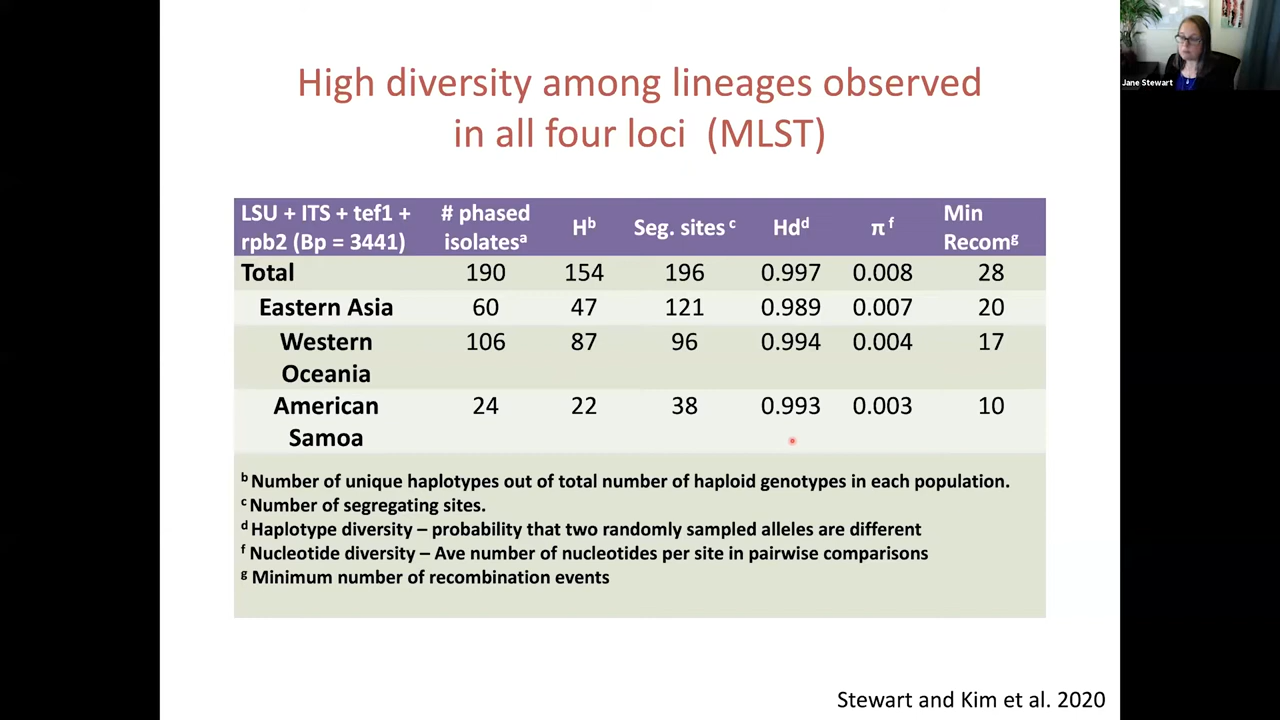 High diversity among lineages observed
in all four loci (MLST)
Jane Stewart
LSU + ITS + tef1 + rpb2 (Bp = 3441) # phased isolatesᵃ Hᵇ Seg. sites ᶜ Hdᵈ π ᶠ Min Recomᵍ
Total 190 154 196 0.997 0.008 28
Eastern Asia 60 47 121 0.989 0.007 20
Western Oceania 106 87 96 0.994 0.004 17
American Samoa 24 22 38 0.993 0.003 10
ᵇ Number of unique haplotypes out of total number of haploid genotypes in each population.
ᶜ Number of segregating sites.
ᵈ Haplotype diversity – probability that two randomly sampled alleles are different
ᶠ Nucleotide diversity – Ave number of nucleotides per site in pairwise comparisons
ᵍ Minimum number of recombination events
Stewart and Kim et al. 2020